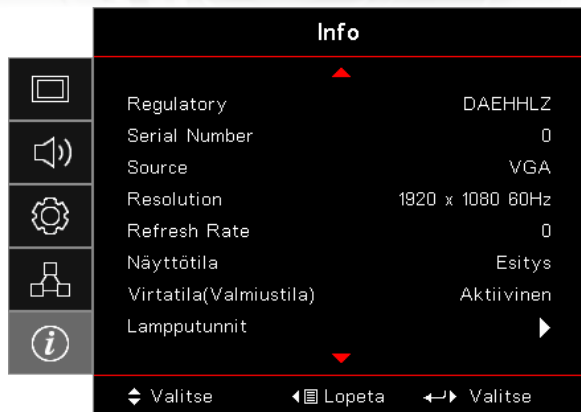 Info
Regulatory DAEHHLZ
Serial Number 0
Source VGA
Resolution 1920 x 1080 60Hz
Refresh Rate 0
Näyttötila Esitys
Virtatila(Valmiustila) Aktiivinen
Lampputunnit
Valitse Lopeta Valitse